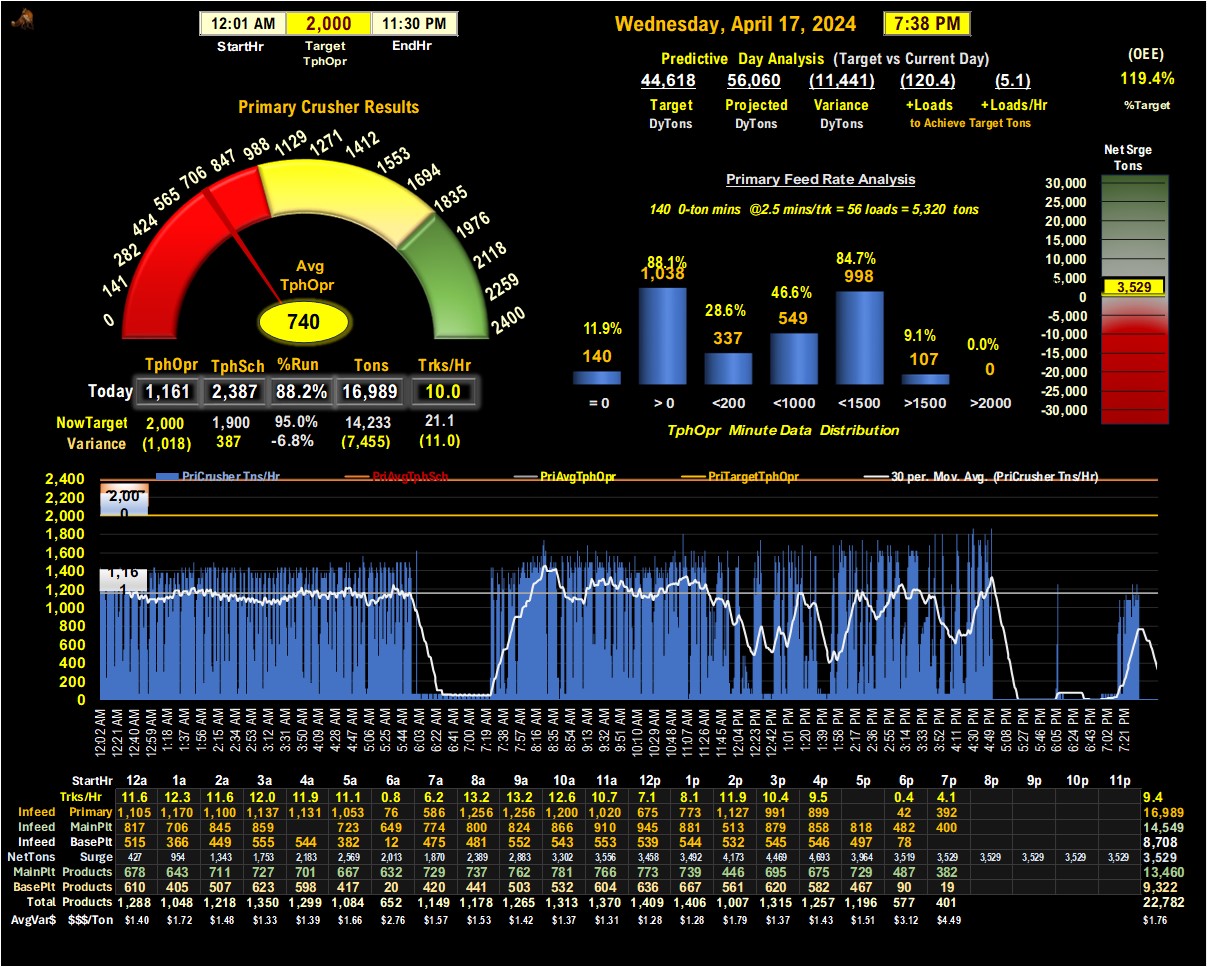 12:01 AM 2,000 11:30 PM
StartHr Target TphOpr EndHr
Wednesday, April 17, 2024 7:38 PM
Predictive Day Analysis (Target vs Current Day)
44,618 56,060 (11,441) (120.4) (5.1)
Target Projected Variance +Loads +Loads/Hr
DyTons DyTons DyTons to Achieve Target Tons
(OEE)
119.4%
%Target
Primary Crusher Results
0 141 282 424 565 706 847 988 1129 1271 1412 1553 1694 1835 1976 2118 2259 2400
Avg
TphOpr
740
TphOpr TphSch %Run Tons Trks/Hr
Today 1,161 2,387 88.2% 16,989 10.0
NowTarget 2,000 1,900 95.0% 14,233 21.1
Variance (1,018) 387 -6.8% (7,455) (11.0)
Primary Feed Rate Analysis
140 0-ton mins @2.5 mins/trk = 56 loads = 5,320 tons
11.9% 88.1% 28.6% 46.6% 84.7% 9.1% 0.0%
140 1,038 337 549 998 107 0
= 0 > 0 <200 <1000 <1500 >1500 >2000
TphOpr Minute Data Distribution
Net Srge
Tons
30,000
25,000
20,000
15,000
10,000
5,000
3,529
0
-5,000
-10,000
-15,000
-20,000
-25,000
-30,000
PriCrusher Tns/Hr PriAvgTphSch PriAvgTphOpr PriTargetTphOpr 30 per. Mov. Avg. (PriCrusher Tns/Hr)
2,400
2,200
2,000
1,800
1,600
1,400
1,200
1,000
800
600
400
200
0
2,00
0
1,16
1
12:02 AM 12:21 AM 12:40 AM 12:59 AM 1:18 AM 1:37 AM 1:56 AM 2:15 AM 2:34 AM 2:53 AM 3:12 AM 3:31 AM 3:50 AM 4:09 AM 4:28 AM 4:47 AM 5:06 AM 5:25 AM 5:44 AM 6:03 AM 6:22 AM 6:41 AM 7:00 AM 7:19 AM 7:38 AM 7:57 AM 8:16 AM 8:35 AM 8:54 AM 9:13 AM 9:32 AM 9:51 AM 10:10 AM 10:29 AM 10:48 AM 11:07 AM 11:26 AM 11:45 AM 12:04 PM 12:23 PM 12:42 PM 1:01 PM 1:20 PM 1:39 PM 1:58 PM 2:17 PM 2:36 PM 2:55 PM 3:14 PM 3:33 PM 3:52 PM 4:11 PM 4:30 PM 4:49 PM 5:08 PM 5:27 PM 5:46 PM 6:05 PM 6:24 PM 6:43 PM 7:02 PM 7:21 PM
StartHr 12a 1a 2a 3a 4a 5a 6a 7a 8a 9a 10a 11a 12p 1p 2p 3p 4p 5p 6p 7p 8p 9p 10p 11p
Trks/Hr 11.6 12.3 11.6 12.0 11.9 11.1 0.8 6.2 13.2 13.2 12.6 10.7 7.1 8.1 11.9 10.4 9.5 0.4 4.1 9.4
Infeed Primary 1,105 1,170 1,100 1,137 1,131 1,053 76 586 1,256 1,256 1,200 1,020 675 773 1,127 991 899 42 392 16,989
Infeed MainPlt 817 706 845 859 723 649 774 800 824 866 910 945 881 513 879 858 818 482 400 14,549
Infeed BasePlt 515 366 449 555 544 382 12 475 481 552 543 553 539 544 532 545 546 497 78 8,708
NetTons Surge 427 954 1,343 1,753 2,183 2,569 2,013 1,870 2,389 2,883 3,302 3,556 3,458 3,492 4,173 4,469 4,693 3,964 3,519 3,529 3,529 3,529 3,529 3,529 3,529
MainPlt Products 678 643 711 727 701 667 632 729 737 762 781 766 773 739 446 695 675 729 487 382 13,460
BasePlt Products 610 405 507 623 598 417 20 420 441 503 532 604 636 667 561 620 582 467 90 19 9,322
Total Products 1,288 1,048 1,218 1,350 1,299 1,084 652 1,149 1,178 1,265 1,313 1,370 1,409 1,406 1,007 1,315 1,257 1,196 577 401 22,782
AvgVar$ $$$/Ton $1.40 $1.72 $1.48 $1.33 $1.39 $1.66 $2.76 $1.57 $1.53 $1.42 $1.37 $1.31 $1.28 $1.28 $1.79 $1.37 $1.43 $1.51 $3.12 $4.49 $1.76